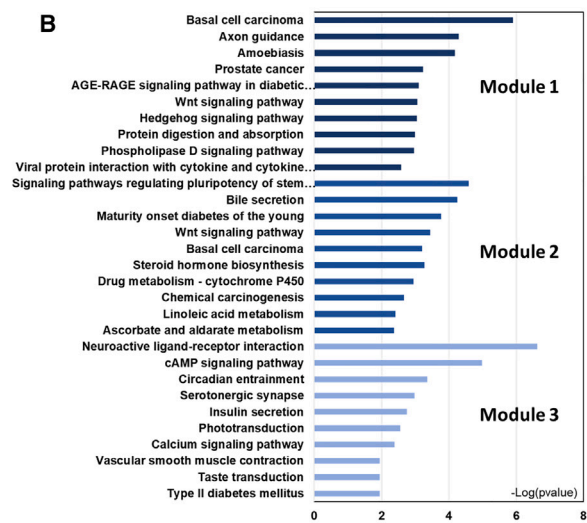 B
Basal cell carcinoma
Axon guidance
Amoebiasis
Prostate cancer
AGE-RAGE signaling pathway in diabetic...
Wnt signaling pathway
Hedgehog signaling pathway
Protein digestion and absorption
Phospholipase D signaling pathway
Viral protein interaction with cytokine and cytokine...
Module 1
Signaling pathways regulating pluripotency of stem...
Bile secretion
Maturity onset diabetes of the young
Wnt signaling pathway
Basal cell carcinoma
Steroid hormone biosynthesis
Drug metabolism - cytochrome P450
Chemical carcinogenesis
Linoleic acid metabolism
Ascorbate and aldarate metabolism
Module 2
Neuroactive ligand-receptor interaction
cAMP signaling pathway
Circadian entrainment
Serotonergic synapse
Insulin secretion
Phototransduction
Calcium signaling pathway
Vascular smooth muscle contraction
Taste transduction
Type II diabetes mellitus
Module 3
-Log(pvalue)
0 2 4 6 8